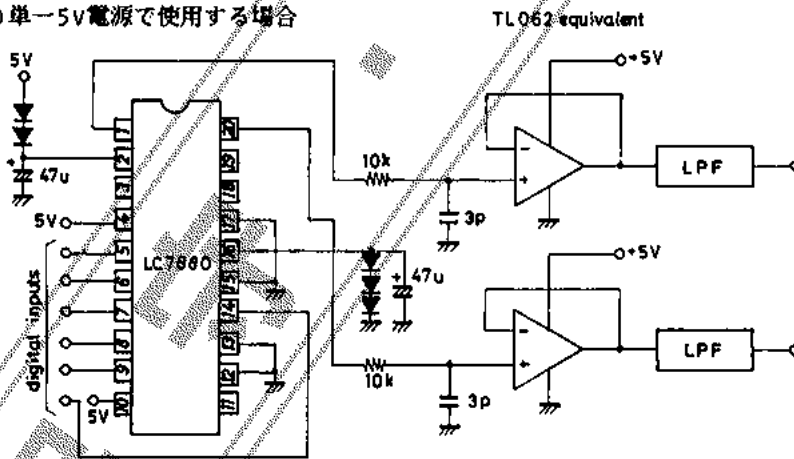 単一5V電源で使用する場合
TL062 equivalent
5V
+
47u
5V
digital inputs
5V
1
2
3
4
5
6
7
8
9
10
LC7880
20
19
18
17
16
15
14
13
12
11
10k
3p
+
47u
10k
3p
+5V
-
+
LPF
+5V
-
+
LPF